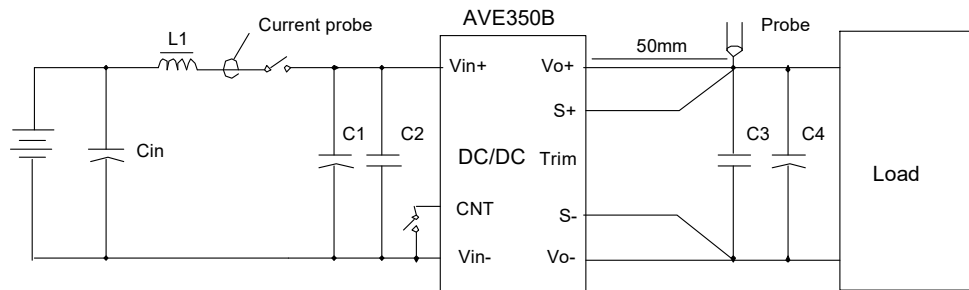 AVE350B
Current probe
Probe
L1
50mm
Vin+
Vo+
S+
C1
C2
C3
C4
Cin
DC/DC
Trim
Load
CNT
S-
Vin-
Vo-